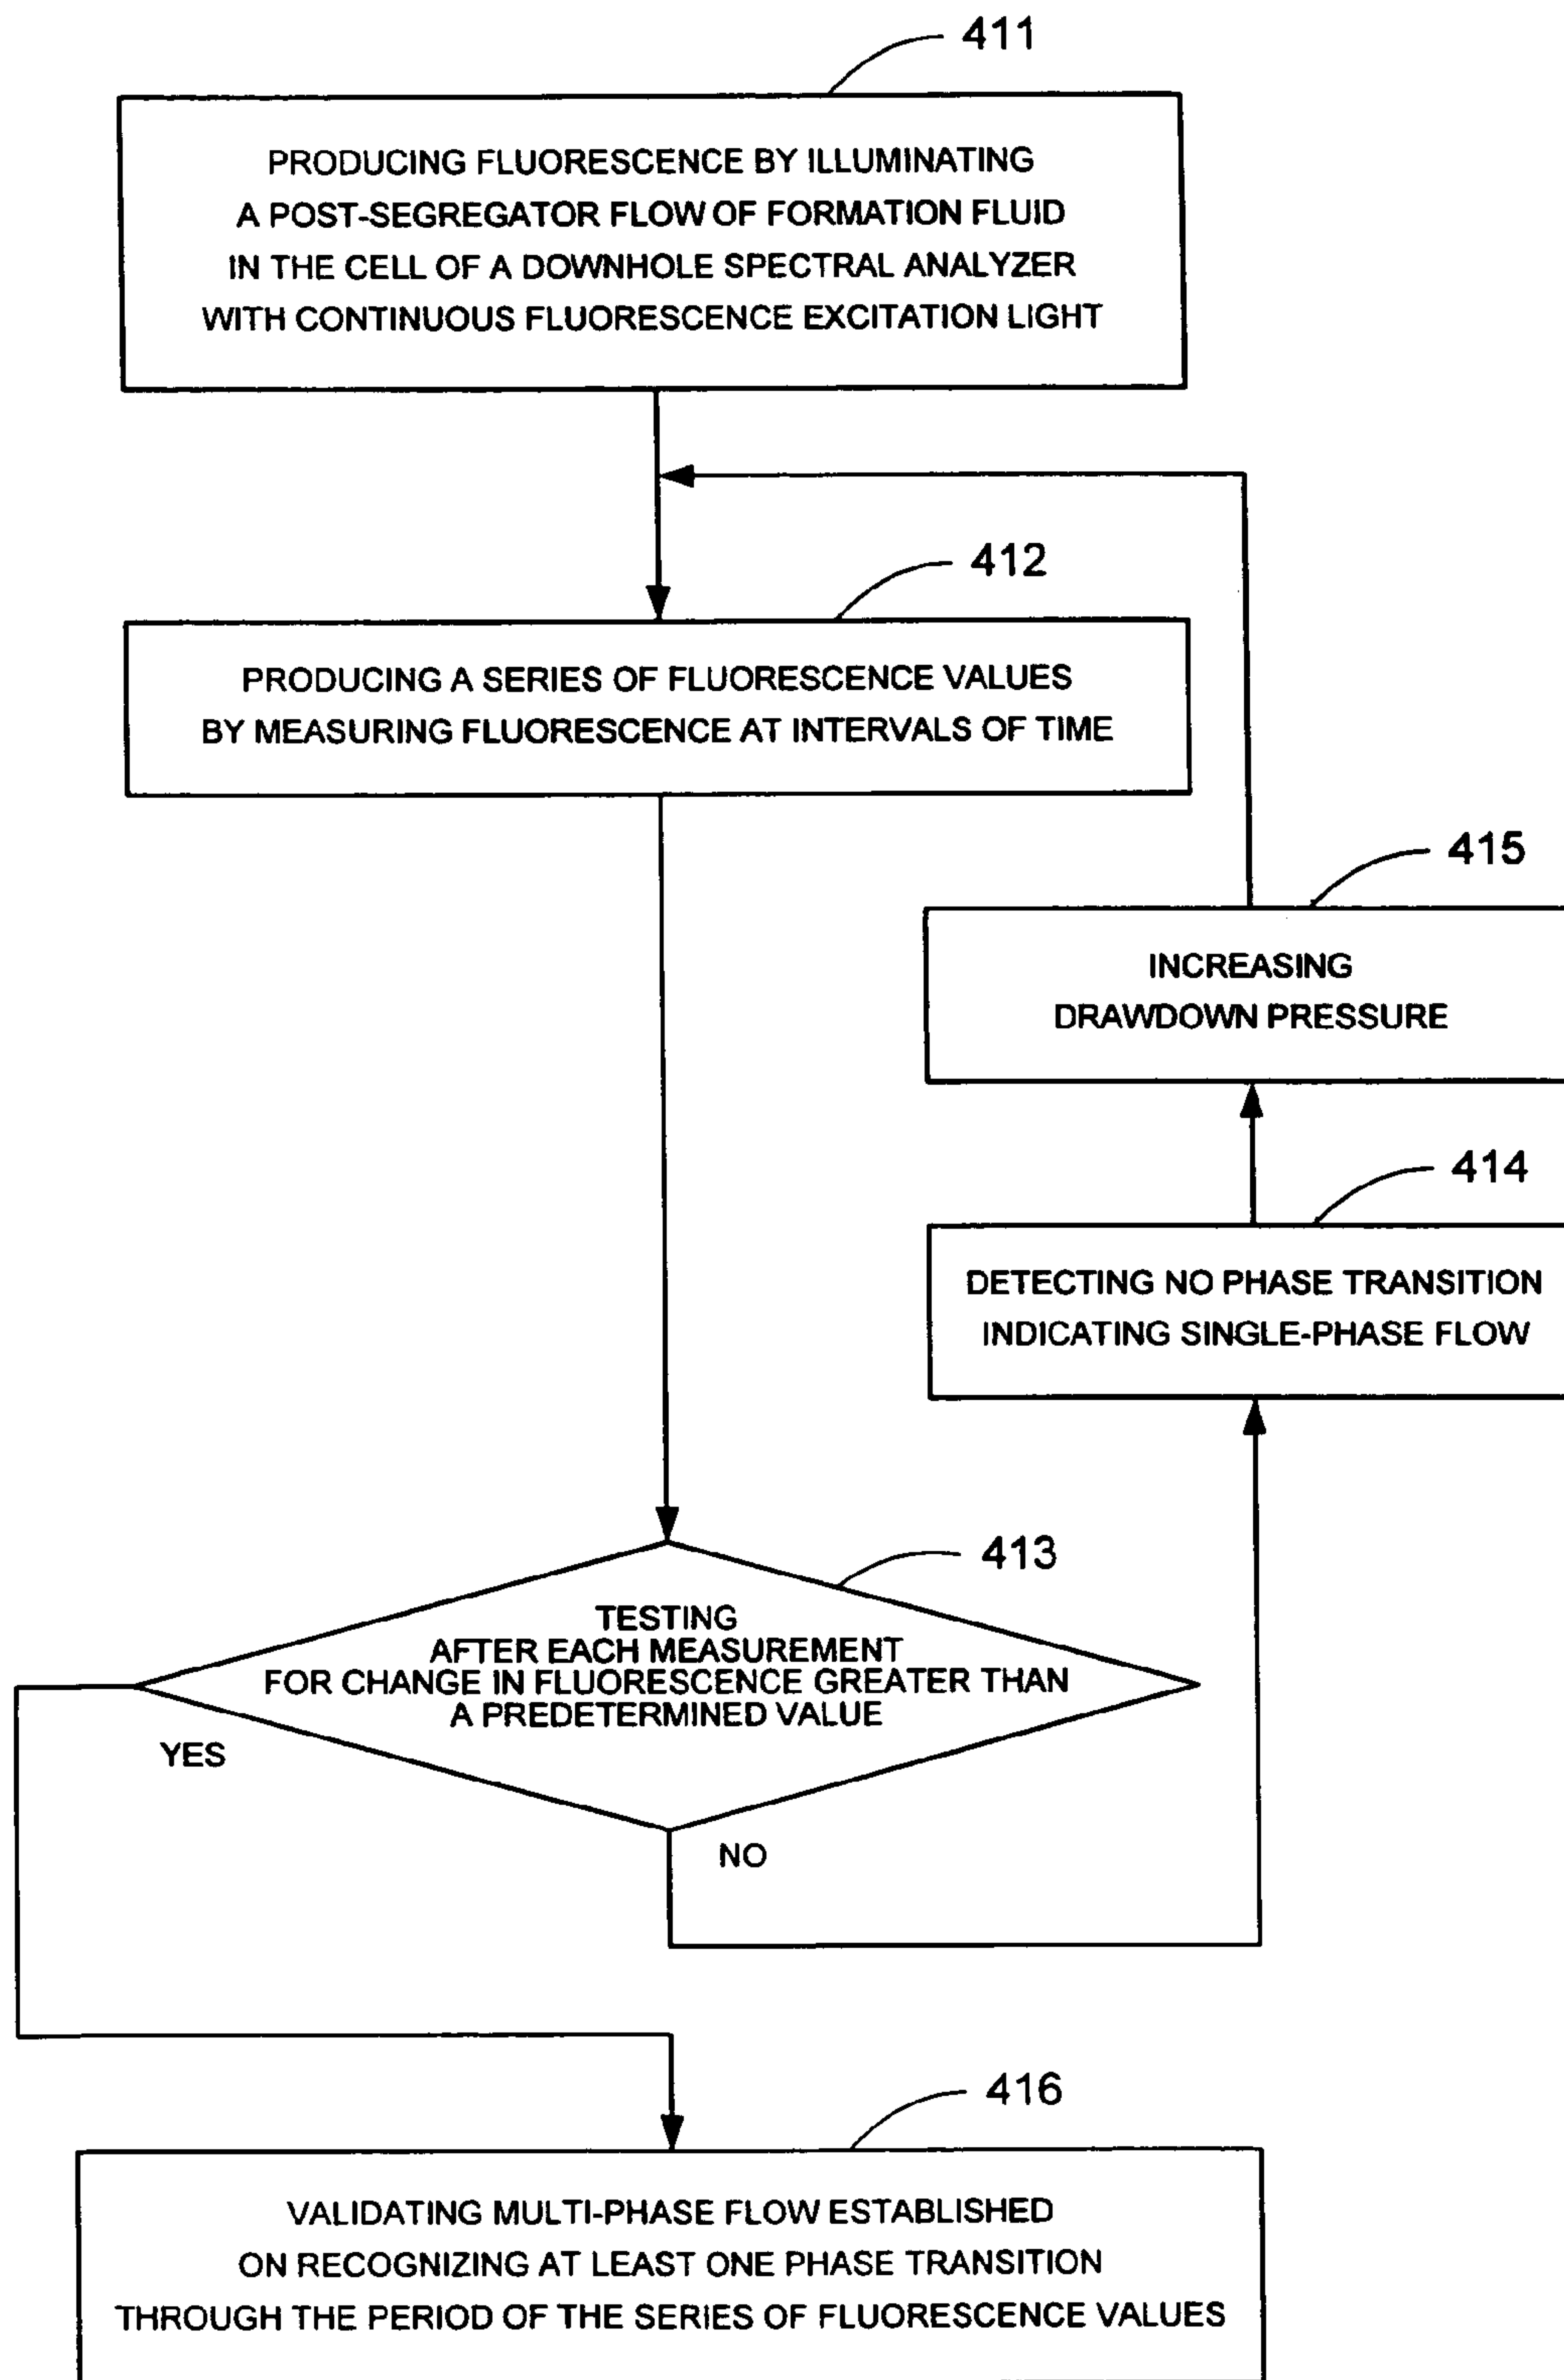 411
PRODUCING FLUORESCENCE BY ILLUMINATING
A POST-SEGREGATOR FLOW OF FORMATION FLUID
IN THE CELL OF A DOWNHOLE SPECTRAL ANALYZER
WITH CONTINUOUS FLUORESCENCE EXCITATION LIGHT
412
PRODUCING A SERIES OF FLUORESCENCE VALUES
BY MEASURING FLUORESCENCE AT INTERVALS OF TIME
415
INCREASING
DRAWDOWN PRESSURE
414
DETECTING NO PHASE TRANSITION
INDICATING SINGLE-PHASE FLOW
413
TESTING
AFTER EACH MEASUREMENT
FOR CHANGE IN FLUORESCENCE GREATER THAN
A PREDETERMINED VALUE
YES
NO
416
VALIDATING MULTI-PHASE FLOW ESTABLISHED
ON RECOGNIZING AT LEAST ONE PHASE TRANSITION
THROUGH THE PERIOD OF THE SERIES OF FLUORESCENCE VALUES